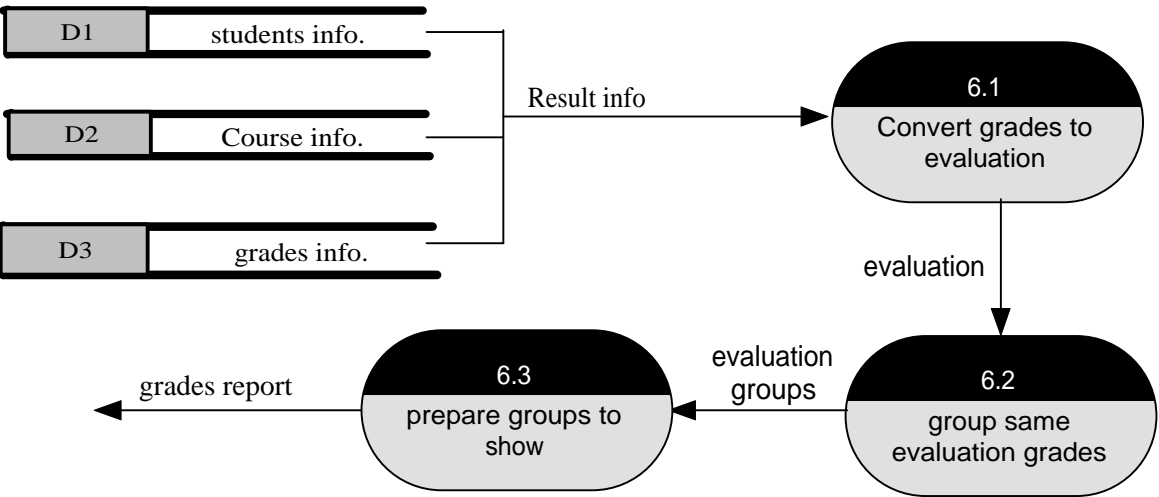 D1 students info.
D2 Course info.
D3 grades info.
Result info
6.1
Convert grades to
evaluation
evaluation
6.2
group same
evaluation grades
evaluation
groups
6.3
prepare groups to
show
grades report